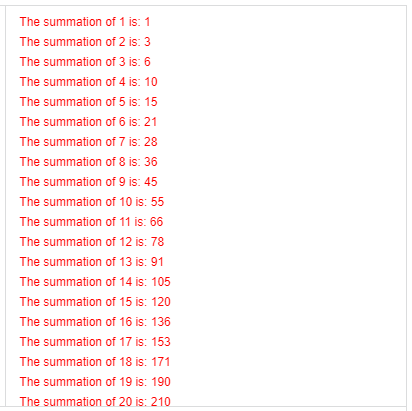 The summation of 1 is: 1
The summation of 2 is: 3
The summation of 3 is: 6
The summation of 4 is: 10
The summation of 5 is: 15
The summation of 6 is: 21
The summation of 7 is: 28
The summation of 8 is: 36
The summation of 9 is: 45
The summation of 10 is: 55
The summation of 11 is: 66
The summation of 12 is: 78
The summation of 13 is: 91
The summation of 14 is: 105
The summation of 15 is: 120
The summation of 16 is: 136
The summation of 17 is: 153
The summation of 18 is: 171
The summation of 19 is: 190
The summation of 20 is: 210